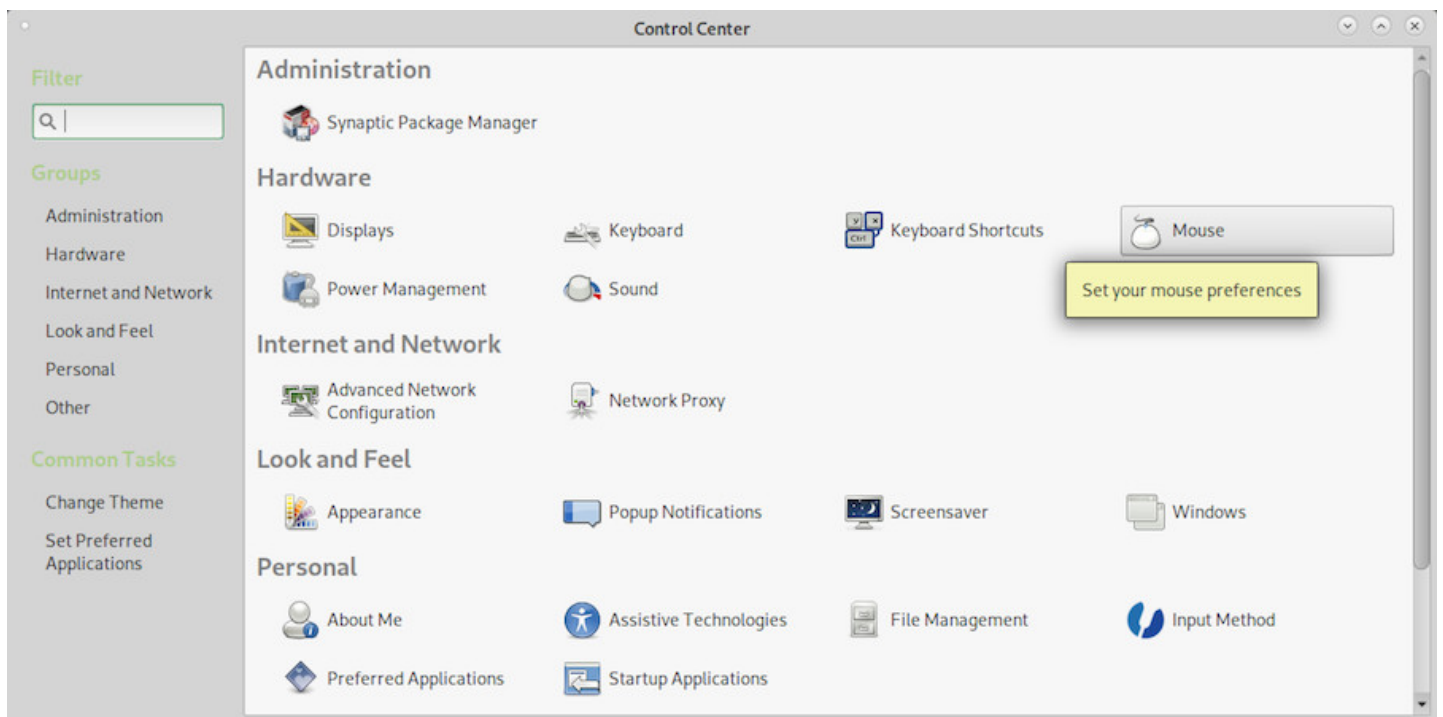 Control Center
Filter
Groups
Administration
Hardware
Internet and Network
Look and Feel
Personal
Other
Common Tasks
Change Theme
Set Preferred
Applications
Administration
Synaptic Package Manager
Hardware
Displays
Keyboard
Y
X
Ctrl
Keyboard Shortcuts
Mouse
Power Management
Sound
Set your mouse preferences
Internet and Network
Advanced Network
Configuration
Network Proxy
Look and Feel
Appearance
Popup Notifications
Screensaver
Windows
Personal
About Me
Assistive Technologies
File Management
Input Method
Preferred Applications
Startup Applications